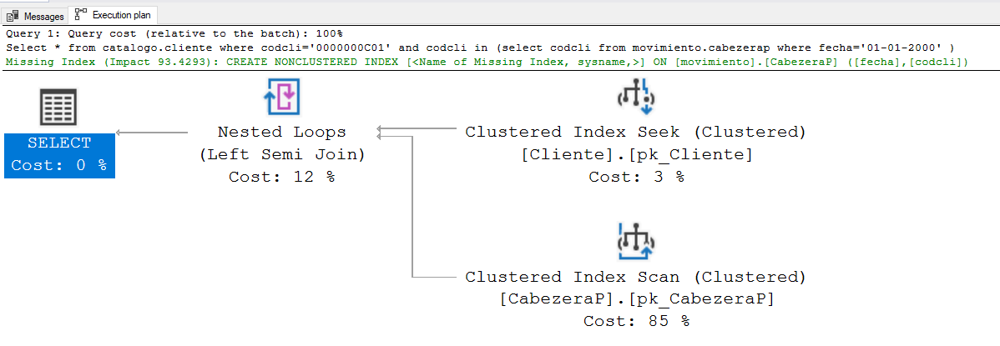 Messages Execution plan
Query 1: Query cost (relative to the batch): 100%
Select * from catalogo.cliente where codcli='0000000C01' and codcli in (select codcli from movimiento.cabezerap where fecha='01-01-2000' )
Missing Index (Impact 93.4293): CREATE NONCLUSTERED INDEX [<Name of Missing Index, sysname,>] ON [movimiento].[CabezeraP] ([fecha],[codcli])
SELECT
Cost: 0 %
Nested Loops
(Left Semi Join)
Cost: 12 %
Clustered Index Seek (Clustered)
[Cliente].[pk_Cliente]
Cost: 3 %
Clustered Index Scan (Clustered)
[CabezeraP].[pk_CabezeraP]
Cost: 85 %